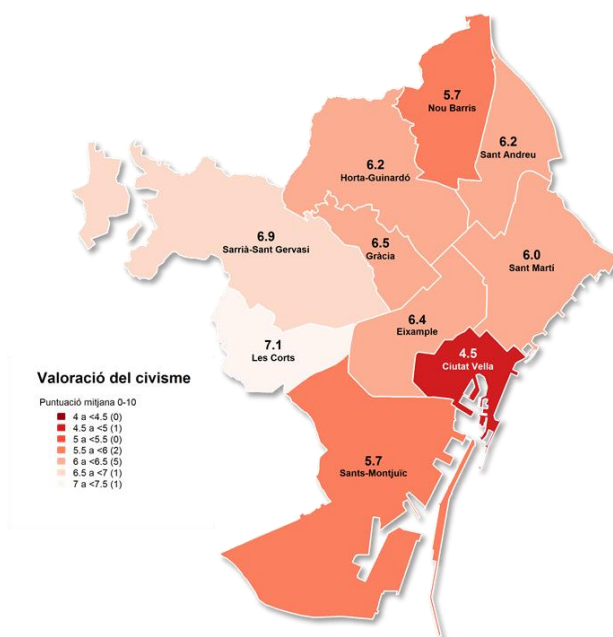 5.7
Nou Barris
6.2
Sant Andreu
6.2
Horta-Guinardó
6.9
Sarrià-Sant Gervasi
6.5
Gràcia
6.0
Sant Martí
6.4
Eixample
7.1
Les Corts
4.5
Ciutat Vella
5.7
Sants-Montjuïc
Valoració del civisme
Puntuació mitjana 0-10
4 a <4.5 (0)
4.5 a <5 (1)
5 a <5.5 (0)
5.5 a <6 (2)
6 a <6.5 (5)
6.5 a <7 (1)
7 a <7.5 (1)